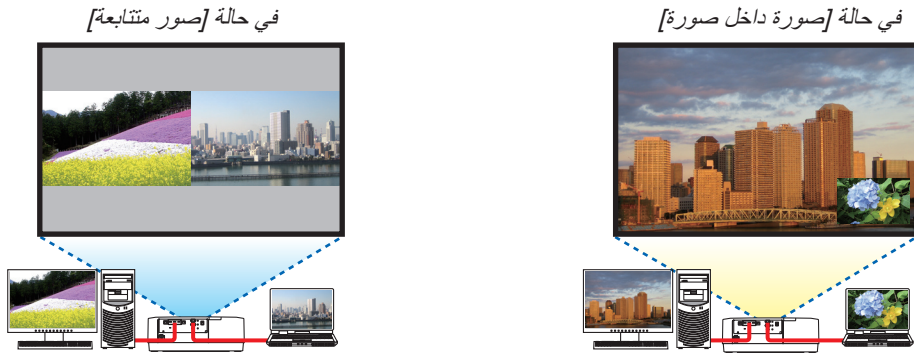 في حالة [صورة داخل صورة]
في حالة [صور متتابعة]